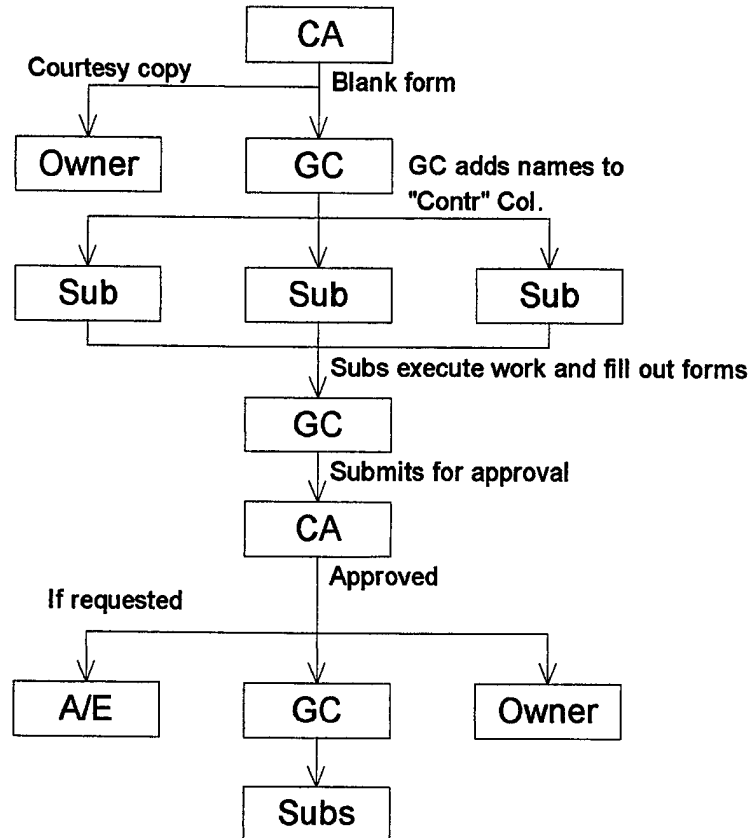 CA
Courtesy copy
Blank form
Owner
GC
GC adds names to
"Contr" Col.
Sub
Sub
Sub
Subs execute work and fill out forms
GC
Submits for approval
CA
Approved
If requested
A/E
GC
Owner
Subs